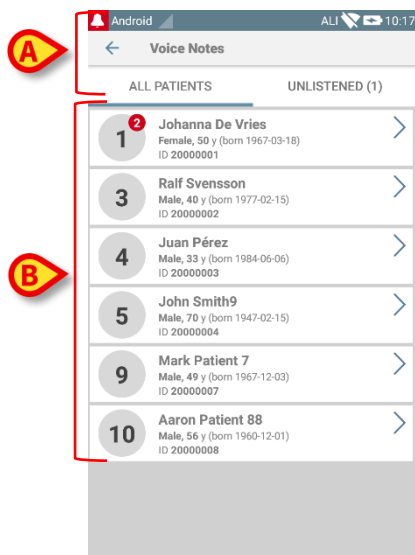 Android ALI 10:17
Voice Notes
ALL PATIENTS UNLISTENED (1)
A
1 2 Johanna De Vries
Female, 50 y (born 1967-03-18)
ID 20000001
3 Ralf Svensson
Male, 40 y (born 1977-02-15)
ID 20000002
4 Juan Pérez
Male, 33 y (born 1984-06-06)
ID 20000003
B
5 John Smith9
Male, 70 y (born 1947-02-15)
ID 20000004
9 Mark Patient 7
Male, 49 y (born 1967-12-03)
ID 20000007
10 Aaron Patient 88
Male, 56 y (born 1960-12-01)
ID 20000008